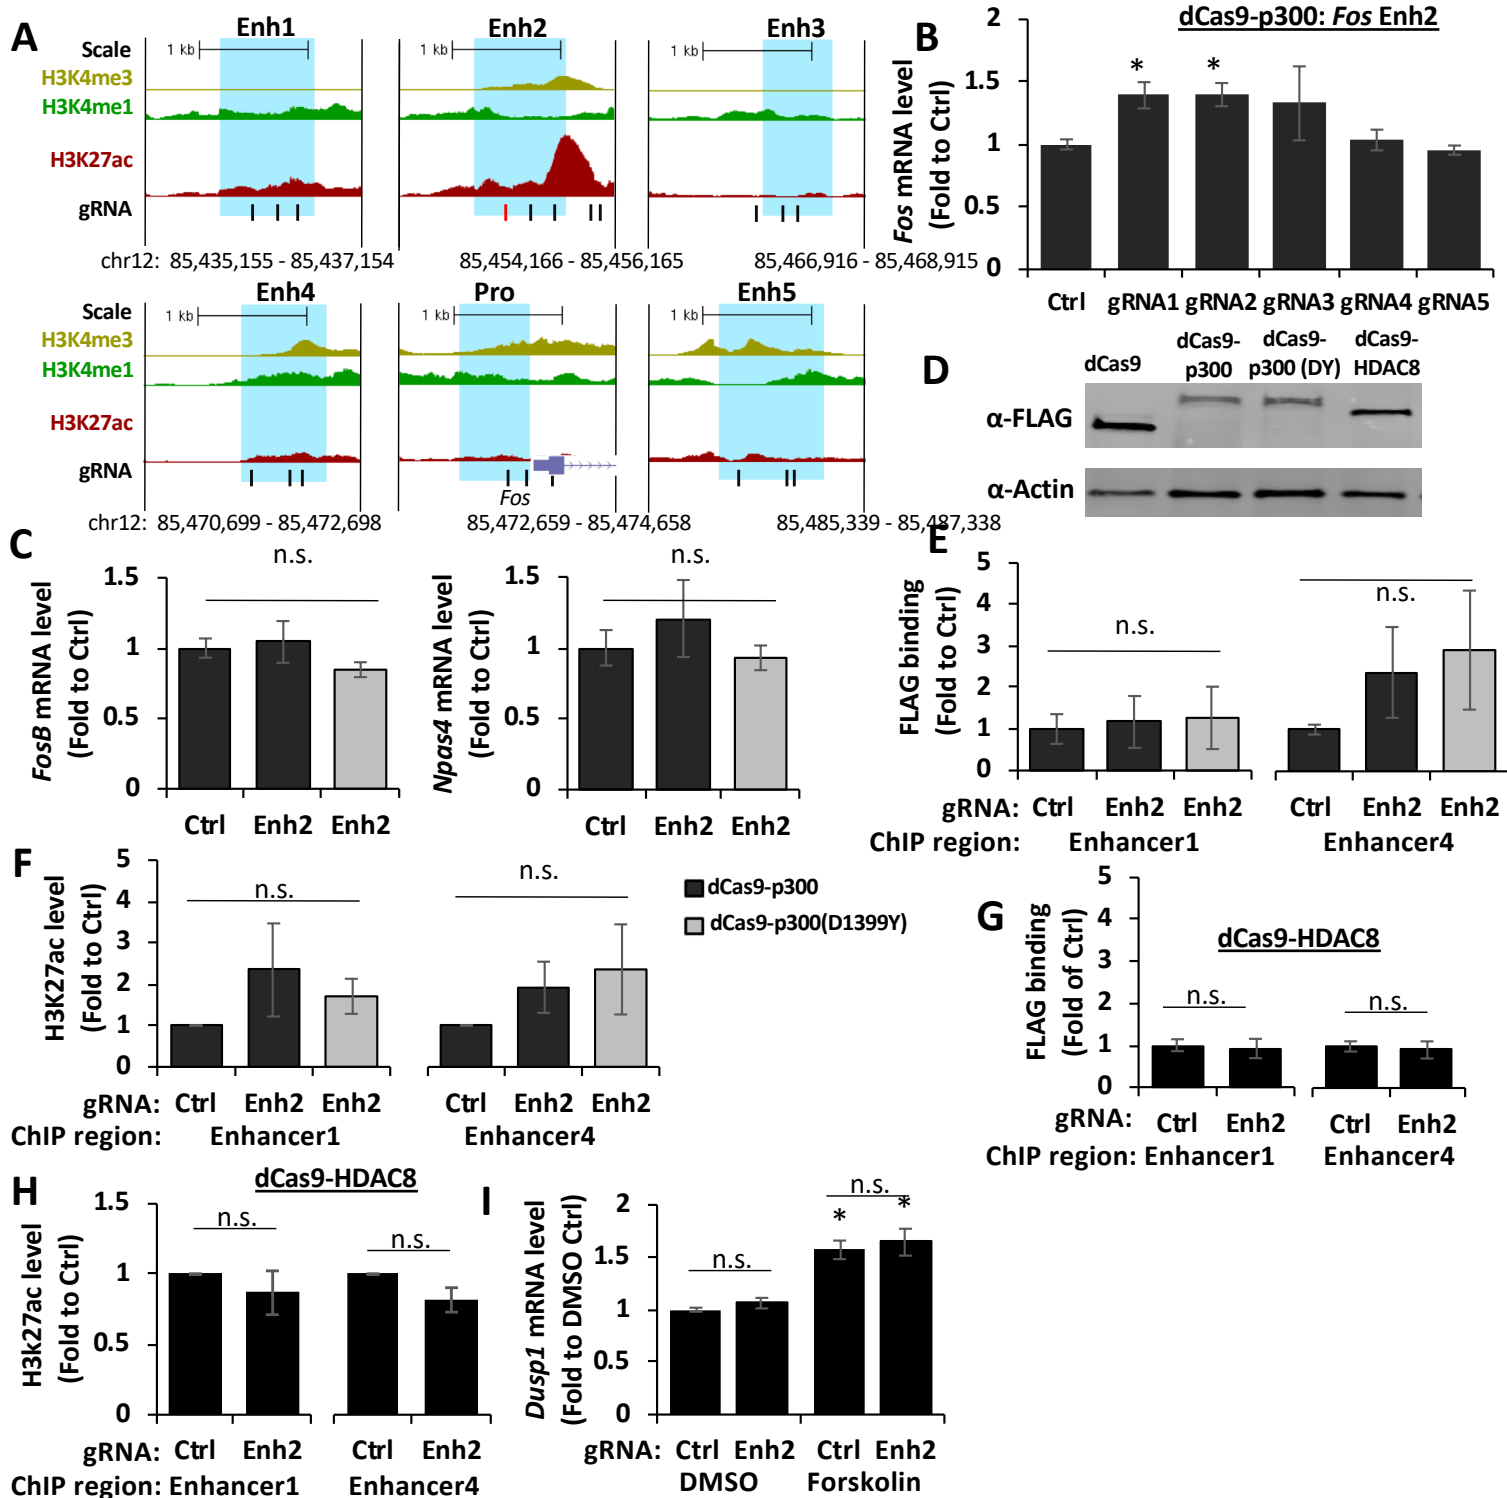 A
Enh1
Enh2
Enh3
Scale
1 kb
1 kb
1 kb
H3K4me3
H3K4me1
H3K27ac
gRNA
chr12: 85,435,155 - 85,437,154
85,454,166 - 85,456,165
85,466,916 - 85,468,915
Enh4
Pro
Enh5
Scale
1 kb
1 kb
1 kb
H3K4me3
H3K4me1
H3K27ac
gRNA
Fos
chr12: 85,470,699 - 85,472,698
85,472,659 - 85,474,658
85,485,339 - 85,487,338
B
dCas9-p300: Fos Enh2
Fos mRNA level
(Fold to Ctrl)
2
1.5
1
0.5
0
* *
Ctrl gRNA1 gRNA2 gRNA3 gRNA4 gRNA5
C
n.s.
FosB mRNA level
(Fold to Ctrl)
1.5
1
0.5
0
Ctrl Enh2 Enh2
n.s.
Npas4 mRNA level
(Fold to Ctrl)
1.5
1
0.5
0
Ctrl Enh2 Enh2
D
dCas9
dCas9-
p300
dCas9-
p300 (DY)
dCas9-
HDAC8
α-FLAG
α-Actin
E
FLAG binding
(Fold to Ctrl)
5
4
3
2
1
0
n.s.
n.s.
gRNA: Ctrl Enh2 Enh2 Ctrl Enh2 Enh2
ChIP region: Enhancer1 Enhancer4
F
H3K27ac level
(Fold to Ctrl)
5
4
3
2
1
0
n.s.
n.s.
dCas9-p300
dCas9-p300(D1399Y)
gRNA: Ctrl Enh2 Enh2 Ctrl Enh2 Enh2
ChIP region: Enhancer1 Enhancer4
G
dCas9-HDAC8
FLAG binding
(Fold of Ctrl)
5
4
3
2
1
0
n.s.
n.s.
gRNA: Ctrl Enh2 Ctrl Enh2
ChIP region: Enhancer1 Enhancer4
H
dCas9-HDAC8
H3k27ac level
(Fold to Ctrl)
1.5
1
0.5
0
n.s.
n.s.
gRNA: Ctrl Enh2 Ctrl Enh2
ChIP region: Enhancer1 Enhancer4
I
Dusp1 mRNA level
(Fold to DMSO Ctrl)
2
1.5
1
0.5
0
n.s.
n.s.
* *
gRNA: Ctrl Enh2 Ctrl Enh2
DMSO Forskolin